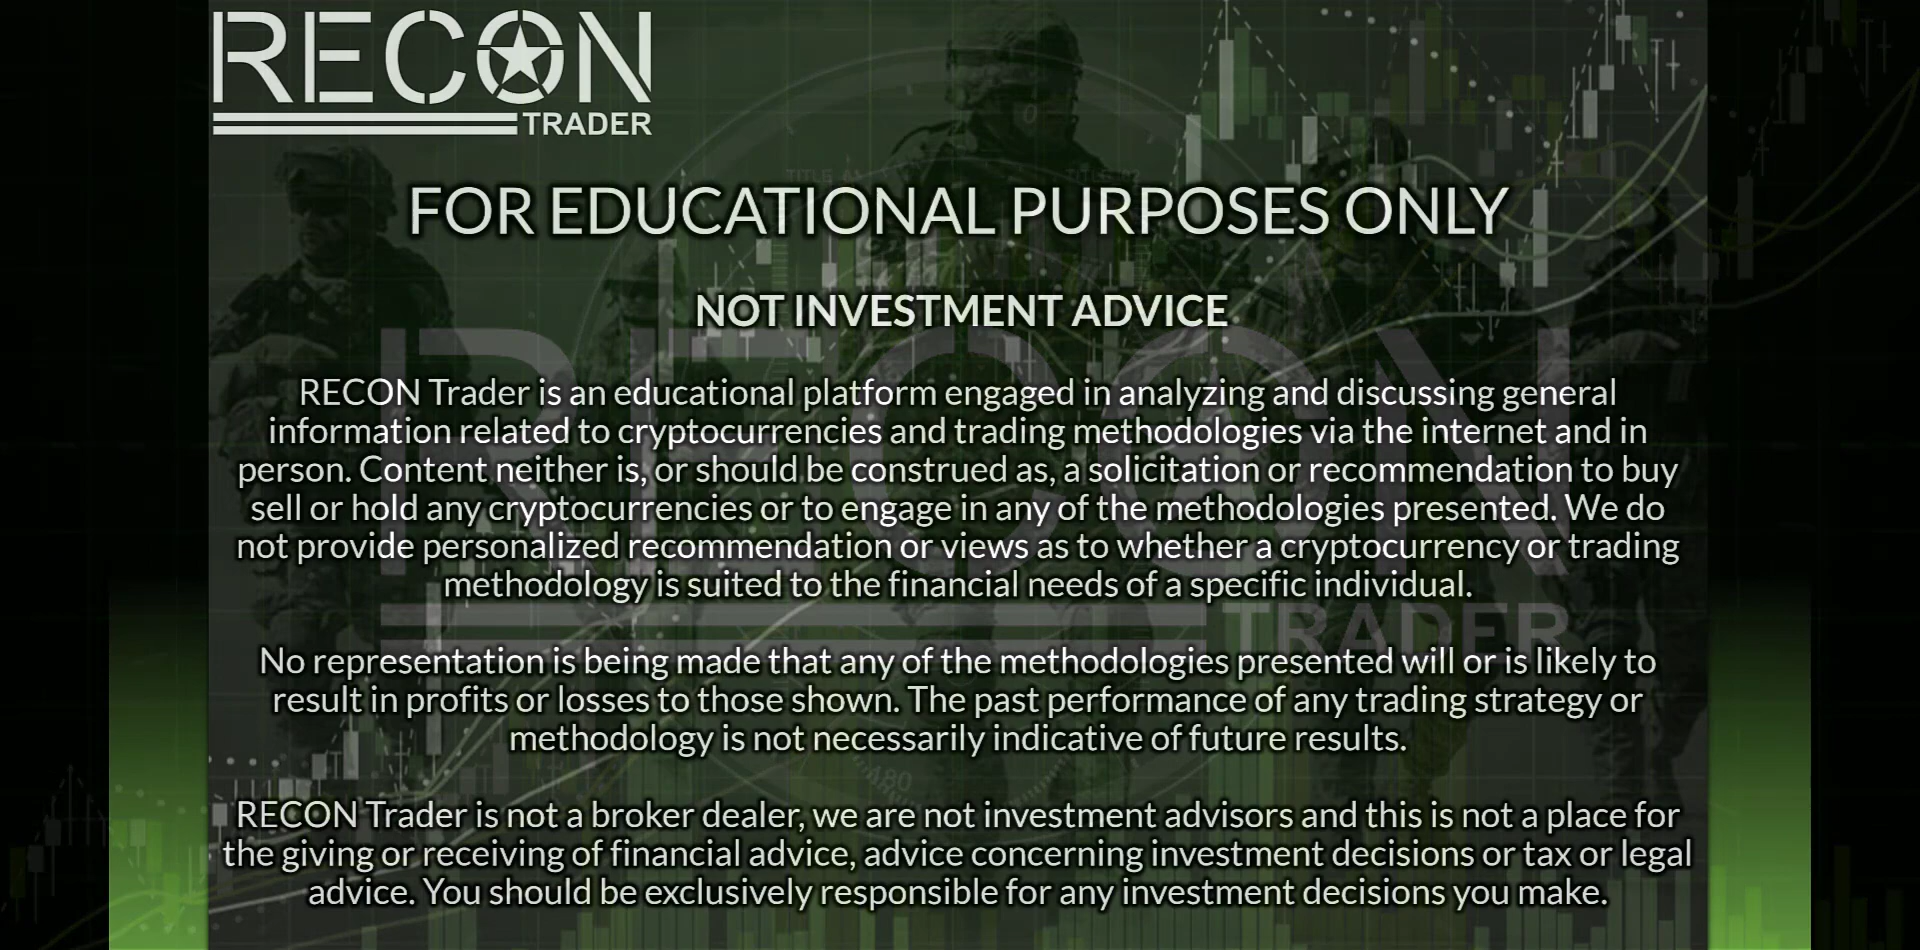 RECON
TRADER
FOR EDUCATIONAL PURPOSES ONLY
NOT INVESTMENT ADVICE
RECON Trader is an educational platform engaged in analyzing and discussing general
information related to cryptocurrencies and trading methodologies via the internet and in
person. Content neither is, or should be construed as, a solicitation or recommendation to buy
sell or hold any cryptocurrencies or to engage in any of the methodologies presented. We do
not provide personalized recommendation or views as to whether a cryptocurrency or trading
methodology is suited to the financial needs of a specific individual.
RECON
TRADER
No representation is being made that any of the methodologies presented will or is likely to
result in profits or losses to those shown. The past performance of any trading strategy or
methodology is not necessarily indicative of future results.
180
RECON Trader is not a broker dealer, we are not investment advisors and this is not a place for
the giving or receiving of financial advice, advice concerning investment decisions or tax or legal
advice. You should be exclusively responsible for any investment decisions you make.